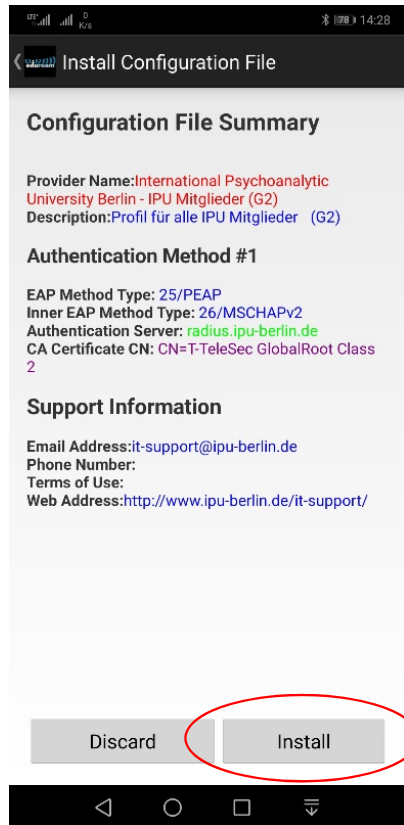 0
K/s
78
14:28
eduroam
Install Configuration File
Configuration File Summary
Provider Name:International Psychoanalytic
University Berlin - IPU Mitglieder (G2)
Description:Profil für alle IPU Mitglieder (G2)
Authentication Method #1
EAP Method Type: 25/PEAP
Inner EAP Method Type: 26/MSCHAPv2
Authentication Server: radius.ipu-berlin.de
CA Certificate CN: CN=T-TeleSec GlobalRoot Class
2
Support Information
Email Address:it-support@ipu-berlin.de
Phone Number:
Terms of Use:
Web Address:http://www.ipu-berlin.de/it-support/
Discard
Install